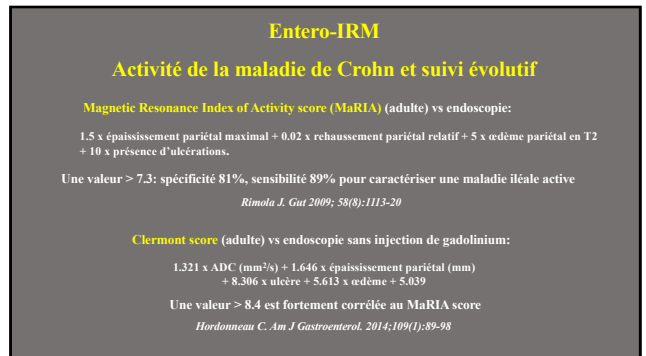 Entero-IRM
Activité de la maladie de Crohn et suivi évolutif
Magnetic Resonance Index of Activity score (MaRIA) (adulte) vs endoscopie:
1.5 x épaississement pariétal maximal + 0.02 x rehaussement pariétal relatif + 5 x œdème pariétal en T2
+ 10 x présence d'ulcérations.
Une valeur > 7.3: spécificité 81%, sensibilité 89% pour caractériser une maladie iléale active
Rimola J. Gut 2009; 58(8):1113-20
Clermont score (adulte) vs endoscopie sans injection de gadolinium:
1.321 x ADC (mm²/s) + 1.646 x épaississement pariétal (mm)
+ 8.306 x ulcère + 5.613 x œdème + 5.039
Une valeur > 8.4 est fortement corrélée au MaRIA score
Hordonneau C. Am J Gastroenterol. 2014;109(1):89-98